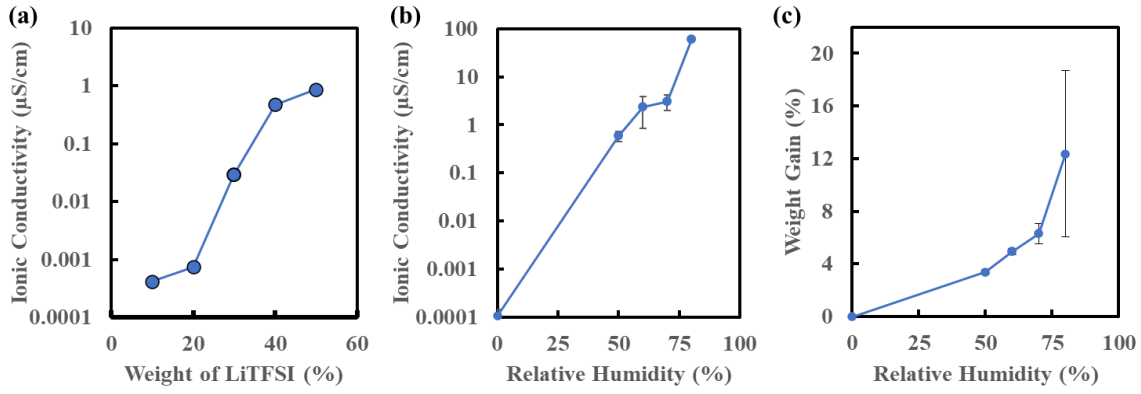 (a)
Ionic Conductivity (μS/cm)
10
1
0.1
0.01
0.001
0.0001
0 20 40 60
Weight of LiTFSI (%)
(b)
Ionic Conductivity (μS/cm)
100
10
1
0.1
0.01
0.001
0.0001
0 25 50 75 100
Relative Humidity (%)
(c)
Weight Gain (%)
20
16
12
8
4
0
0 25 50 75 100
Relative Humidity (%)